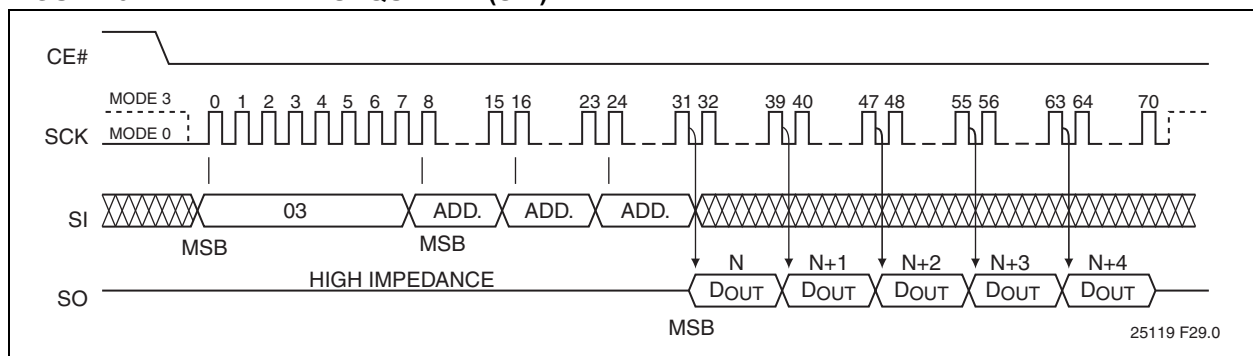 CE#
MODE 3
0 1 2 3 4 5 6 7 8 15 16 23 24 31 32 39 40 47 48 55 56 63 64 70
SCK MODE 0
SI 03 ADD. ADD. ADD.
MSB MSB
HIGH IMPEDANCE N N+1 N+2 N+3 N+4
SO DOUT DOUT DOUT DOUT DOUT
MSB
25119 F29.0